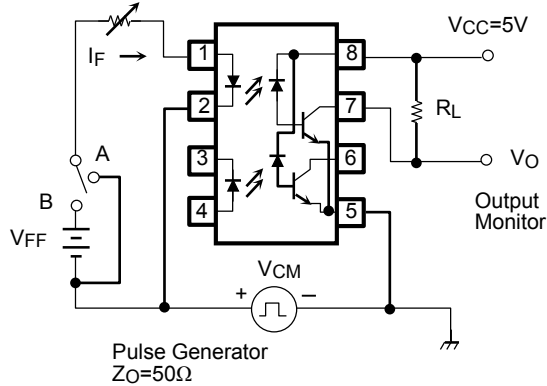 VCC=5V
IF
1
8
2
7
RL
3
6
A
VO
4
5
B
Output
Monitor
VFF
VCM
+
−
Pulse Generator
ZO=50Ω